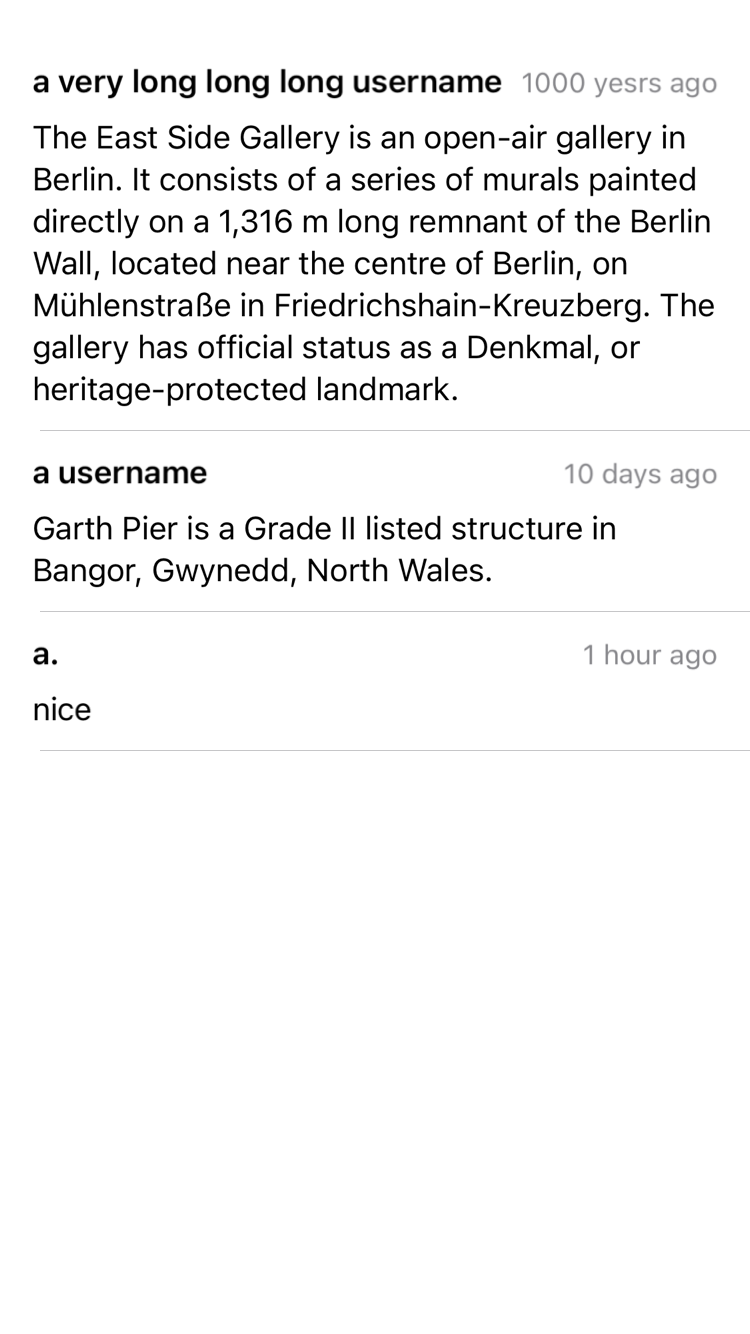 a very long long long username 1000 yesrs ago
The East Side Gallery is an open-air gallery in
Berlin. It consists of a series of murals painted
directly on a 1,316 m long remnant of the Berlin
Wall, located near the centre of Berlin, on
Mühlenstraße in Friedrichshain-Kreuzberg. The
gallery has official status as a Denkmal, or
heritage-protected landmark.
a username 10 days ago
Garth Pier is a Grade II listed structure in
Bangor, Gwynedd, North Wales.
a. 1 hour ago
nice